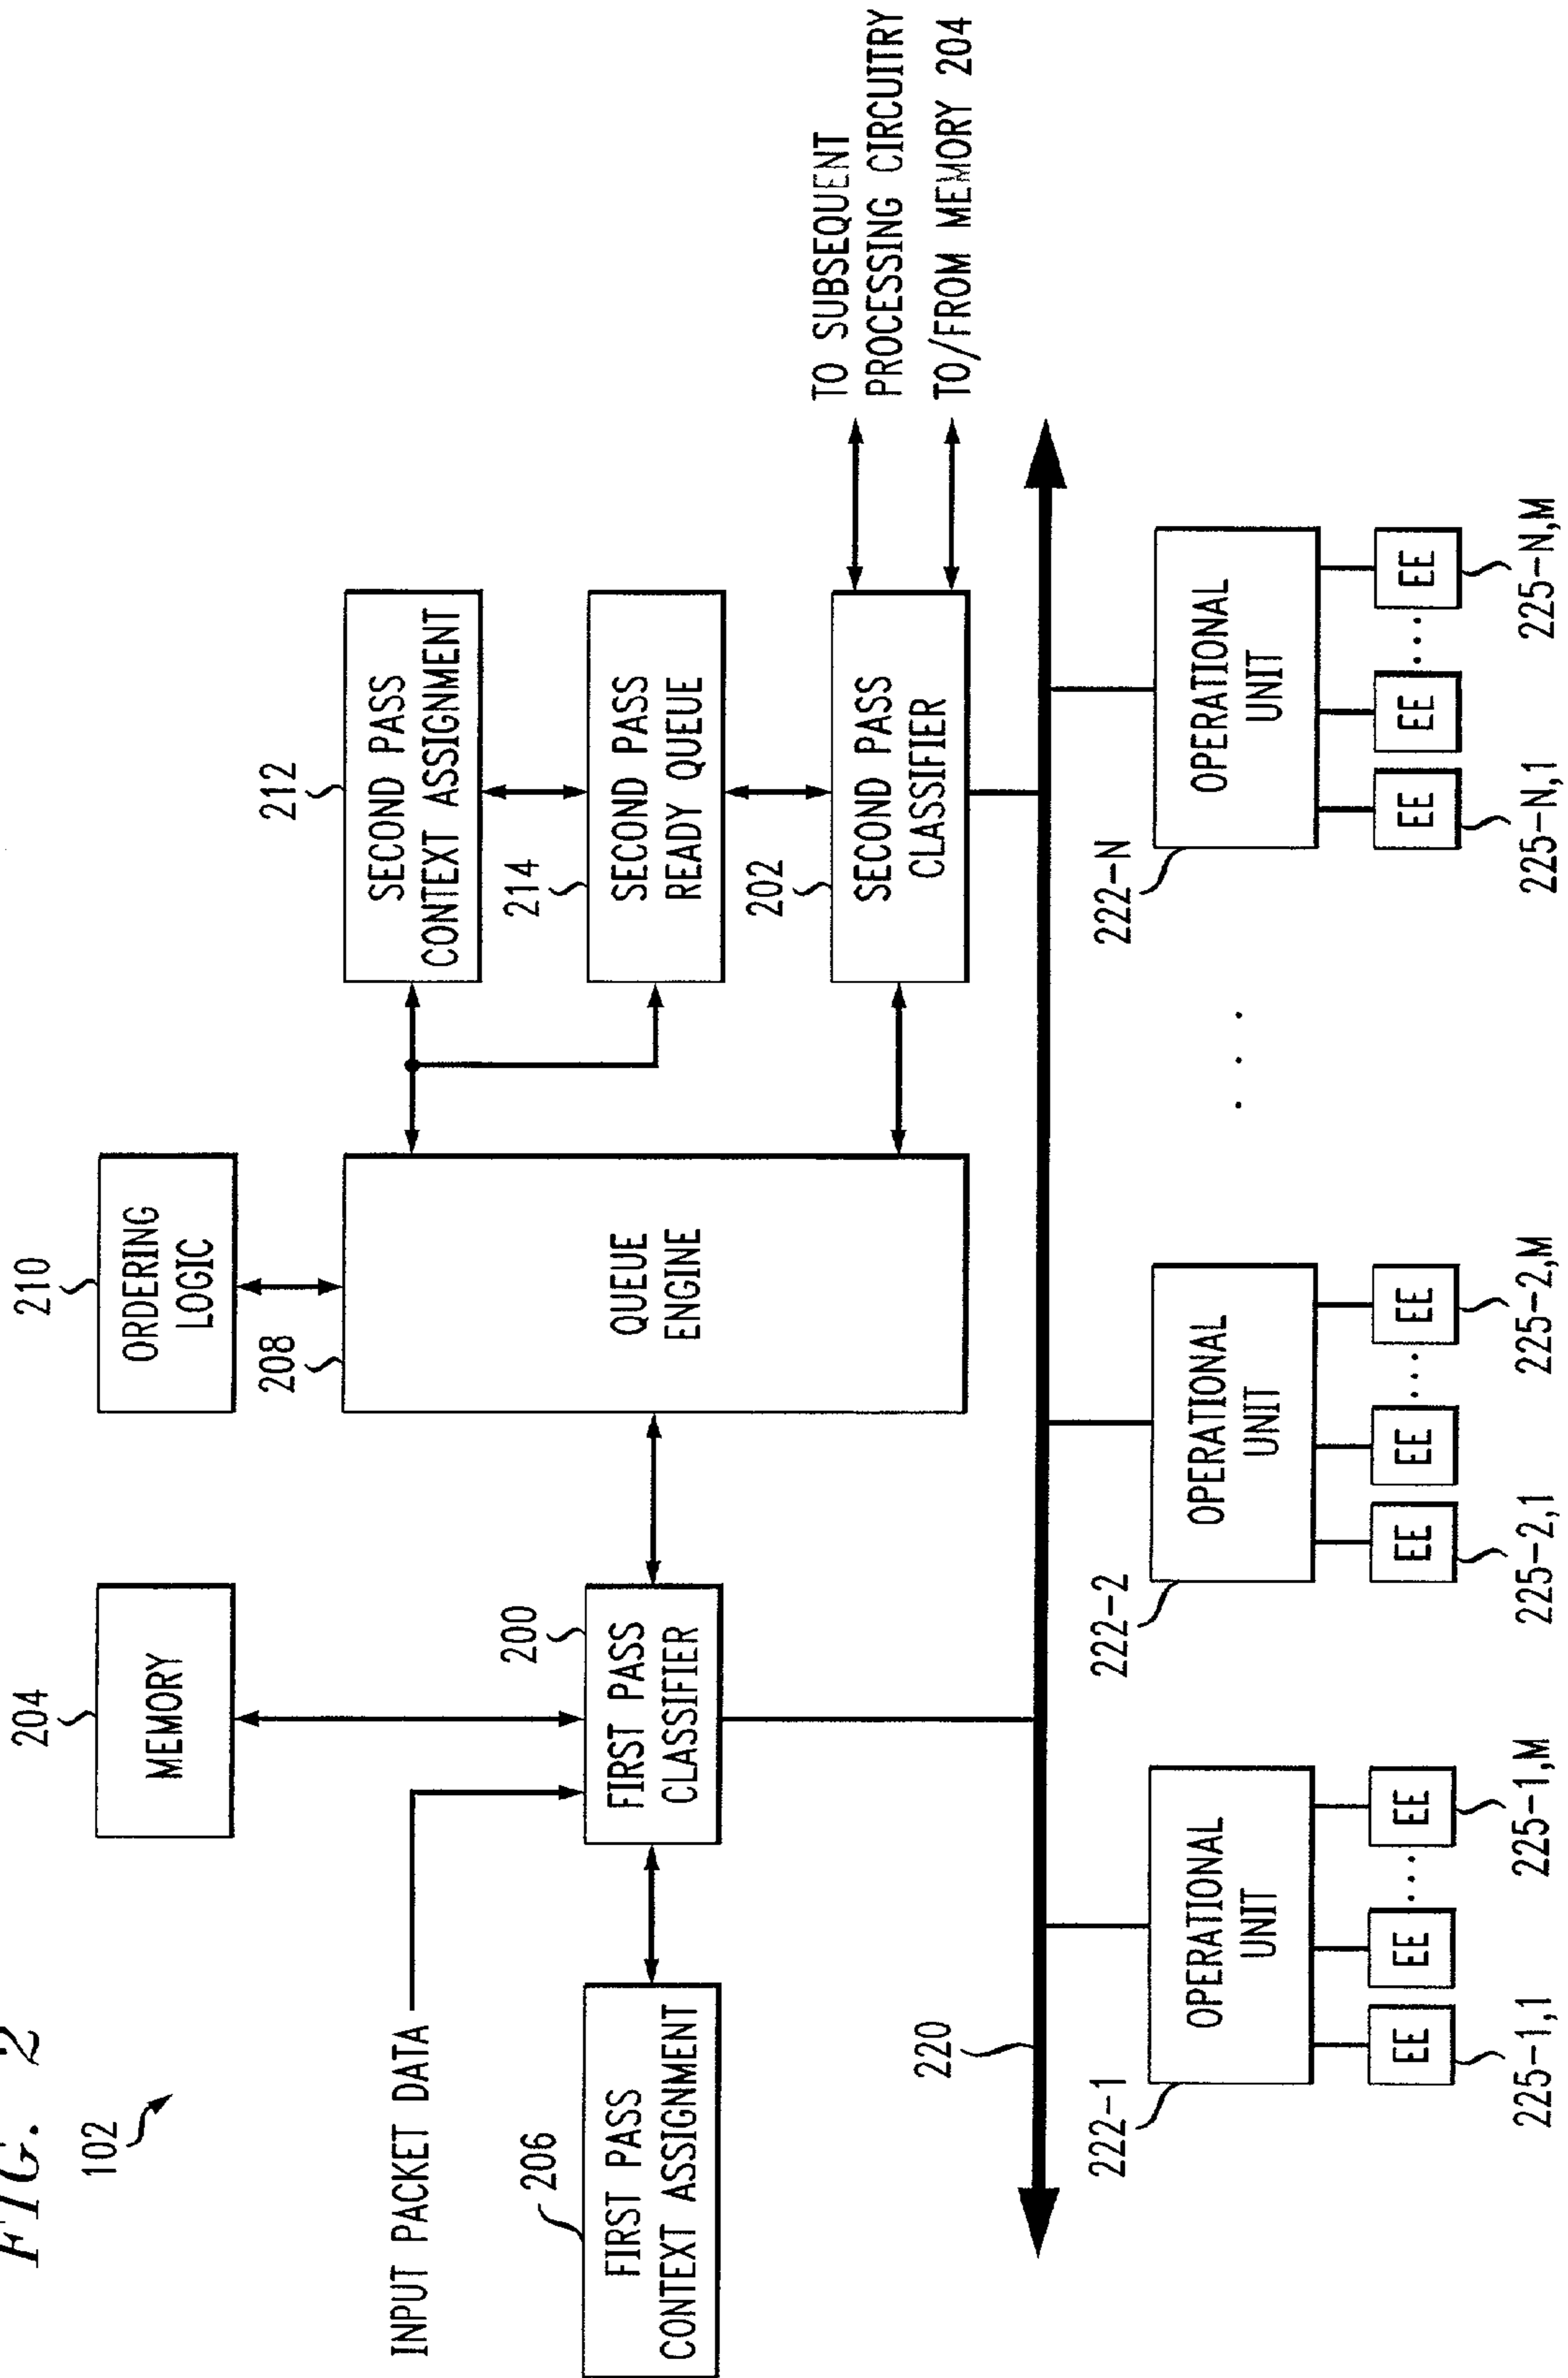 FIG. 2
102
204
MEMORY
210
ORDERING
LOGIC
INPUT PACKET DATA
206
FIRST PASS
CONTEXT ASSIGNMENT
200
FIRST PASS
CLASSIFIER
208
QUEUE
ENGINE
212
SECOND PASS
CONTEXT ASSIGNMENT
214
SECOND PASS
READY QUEUE
202
SECOND PASS
CLASSIFIER
TO SUBSEQUENT
PROCESSING CIRCUITRY
TO/FROM MEMORY 204
220
222-1
OPERATIONAL
UNIT
EE
EE
...
EE
225-1,1
225-1,M
222-2
OPERATIONAL
UNIT
EE
EE
...
EE
225-2,1
225-2,M
. . .
222-N
OPERATIONAL
UNIT
EE
EE
...
EE
225-N,1
225-N,M